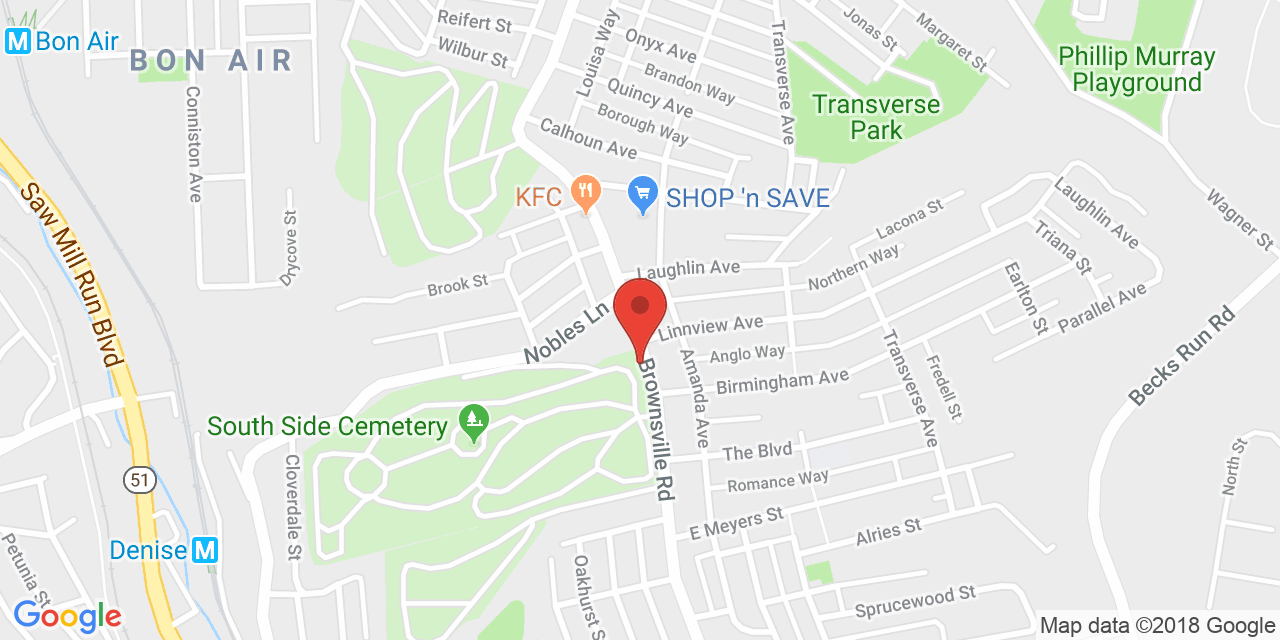 Reifert St
Wilbur St
Louisa Way
Onyx Ave
Jonas St
Margaret St
Bon Air
BON AIR
Brandon Way
Quincy Ave
Borough Way
Transverse Ave
Phillip Murray
Playground
Transverse
Park
Conniston Ave
Calhoun Ave
KFC
SHOP 'n SAVE
Saw Mill Run Blvd
Lycove St
Lacona St
Laughlin Ave
Wagner St
Triana St
Laughlin Ave
Northern Way
Earlton St
Brook St
Parallel Ave
Nobles Ln
Linnview Ave
Anglo Way
Becks Run Rd
Transverse Ave
Fredell St
Birmingham Ave
Amanda Ave
Brownsville Rd
South Side Cemetery
The Blvd
Romance Way
North St
51
Cloverdale St
E Meyers St
Alries St
Denise
Petunia St
Oakhurst S
Sprucewood St
Google
Map data ©2018 Google
M
M